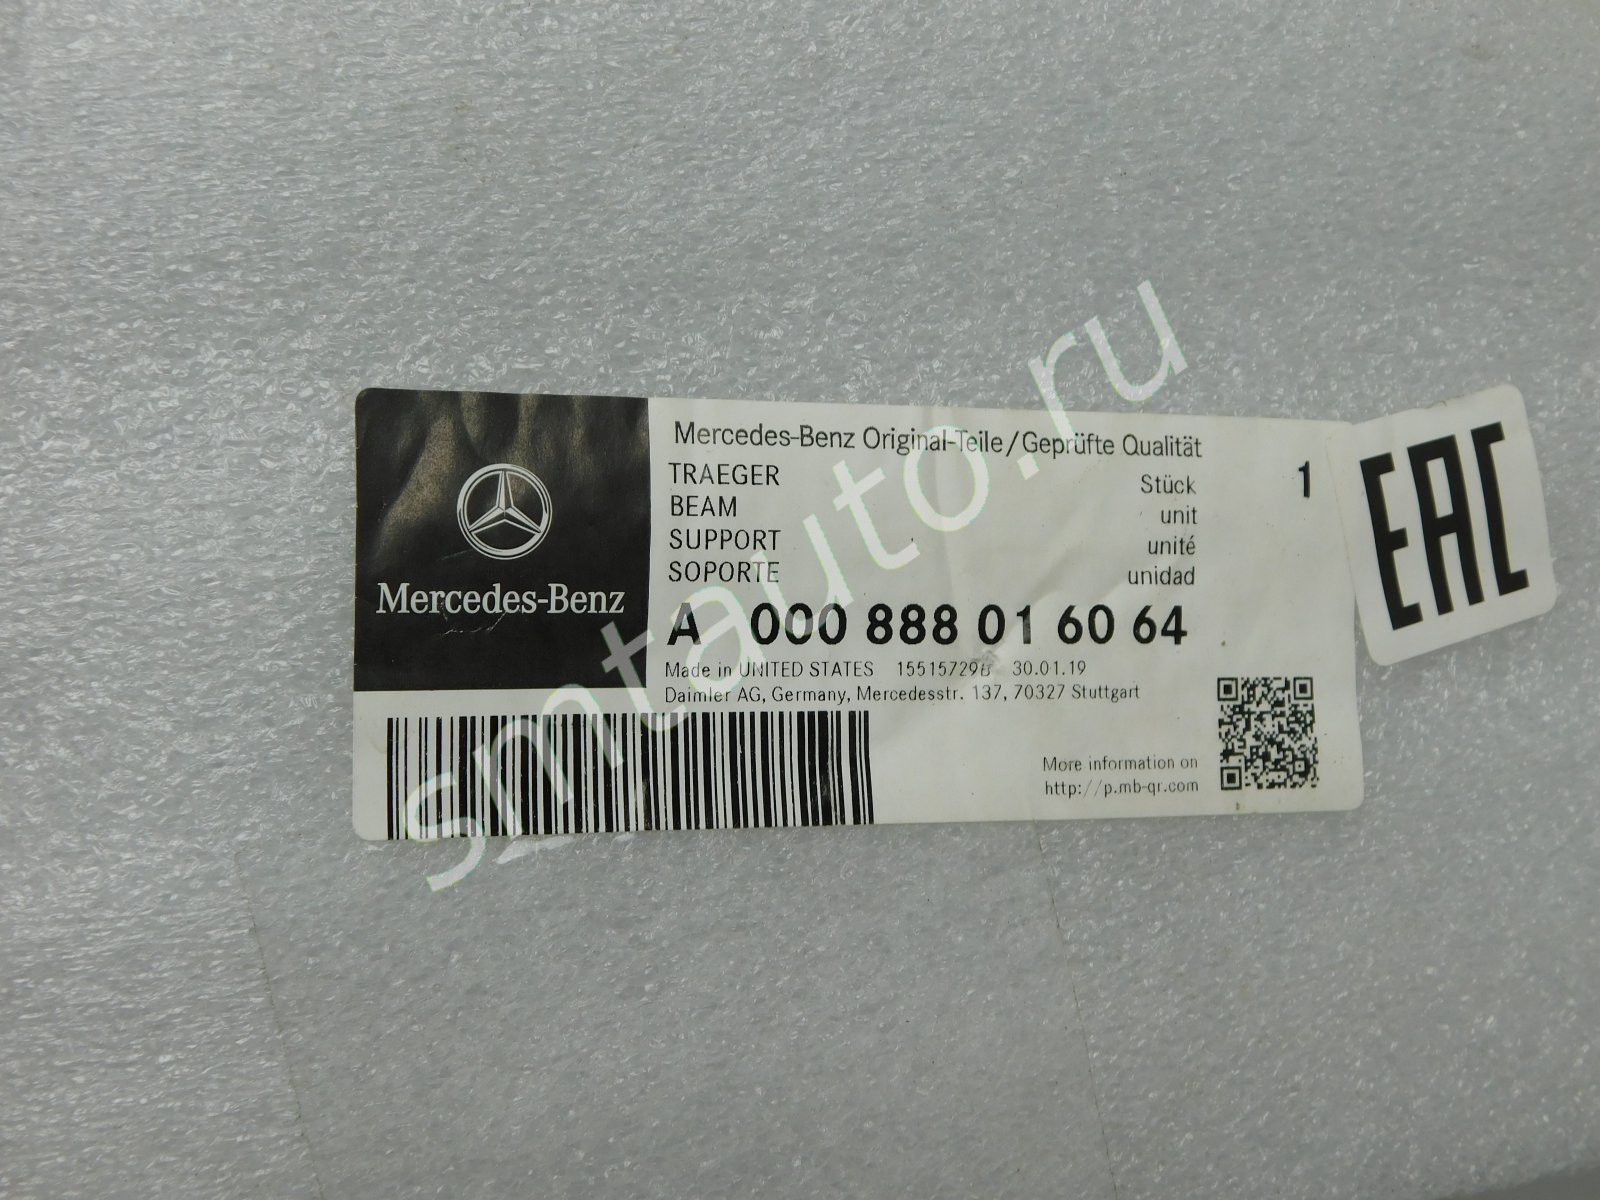 Mercedes-Benz
Mercedes-Benz Original-Teile/Geprüfte Qualität
TRAEGER Stück 1
BEAM unit
SUPPORT unité
SOPORTE unidad
A 000 888 01 60 64
Made in UNITED STATES 15515729B 30.01.19
Daimler AG, Germany, Mercedesstr. 137, 70327 Stuttgart
More information on
http://p.mb-qr.com
EAC
smtauto.ru